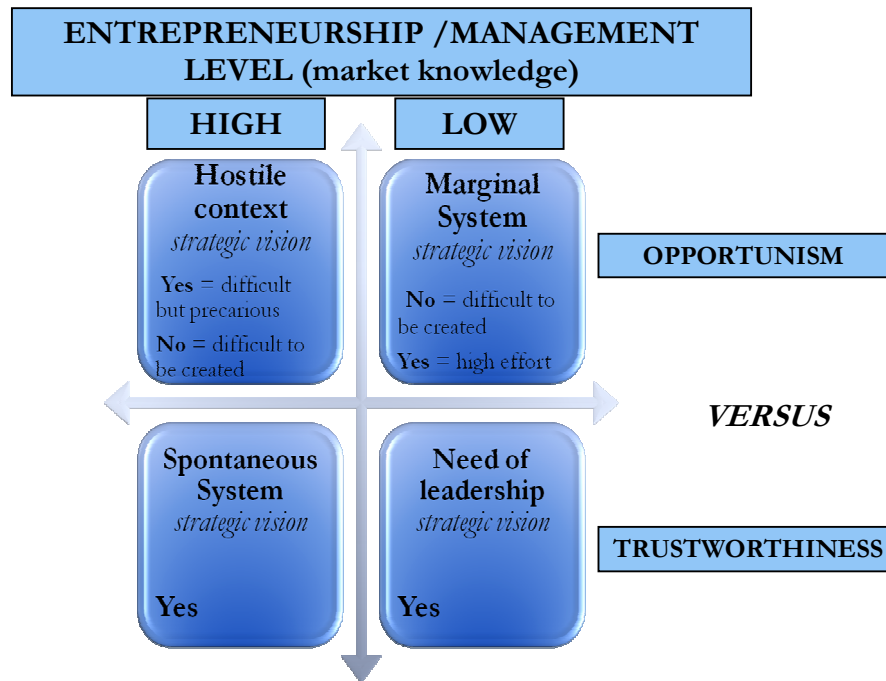 ENTREPRENEURSHIP /MANAGEMENT
LEVEL (market knowledge)
HIGH
LOW
Hostile
context
strategic vision
Yes = difficult
but precarious
No = difficult to
be created
Marginal
System
strategic vision
No = difficult to
be created
Yes = high effort
OPPORTUNISM
VERSUS
Spontaneous
System
strategic vision
Yes
Need of
leadership
strategic vision
Yes
TRUSTWORTHINESS